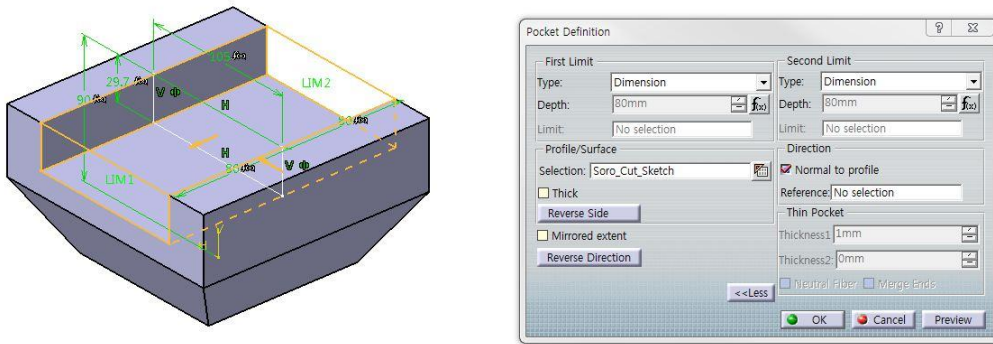 105 f(x)
LIM2
29.7 f(x)
V
90 f(x)
H
H
V
LIM1
H
V
Pocket Definition
First Limit
Second Limit
Type: Dimension
Type: Dimension
Depth: 80mm f(x)
Depth: 80mm f(x)
Limit: No selection
Limit: No selection
Profile/Surface
Direction
Selection: Soro_Cut_Sketch
Normal to profile
Thick
Reference: No selection
Reverse Side
Thin Pocket
Mirrored extent
Thickness1 1mm
Reverse Direction
Thickness2: 0mm
Neutral Fiber Merge Ends
<<Less
OK Cancel Preview